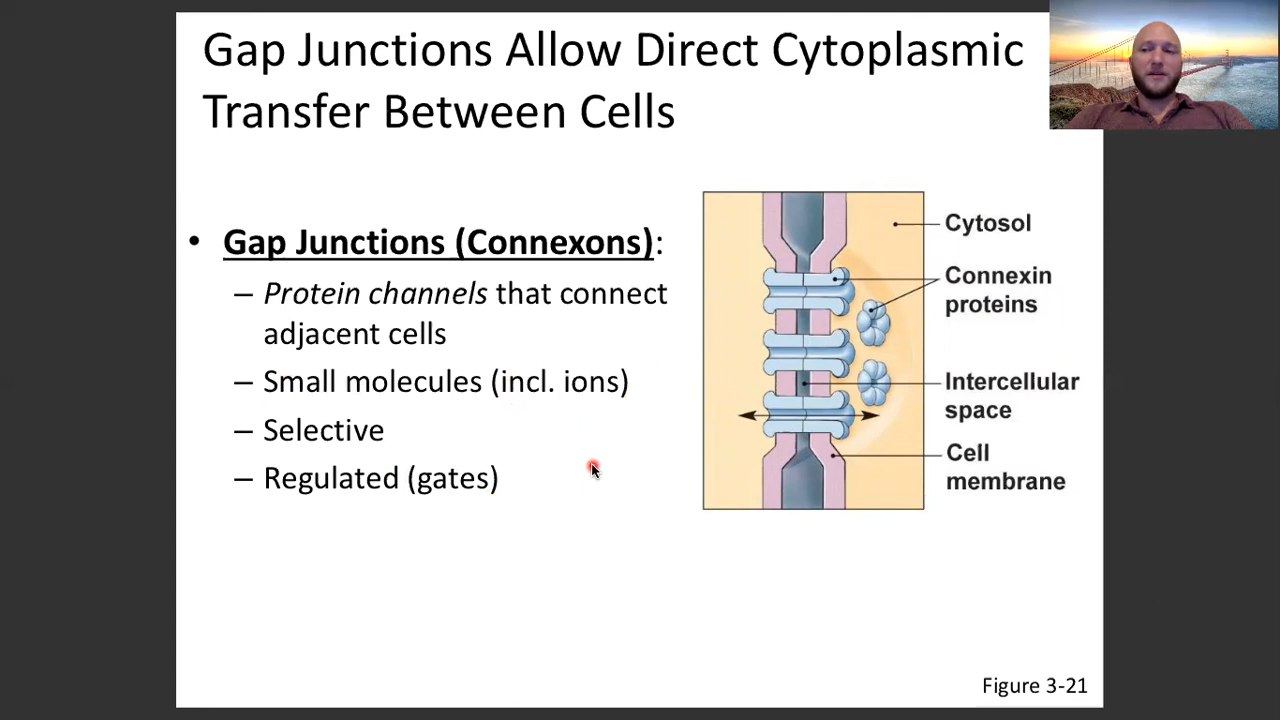 Gap Junctions Allow Direct Cytoplasmic
Transfer Between Cells
• Gap Junctions (Connexons):
– Protein channels that connect
adjacent cells
– Small molecules (incl. ions)
– Selective
– Regulated (gates)
Cytosol
Connexin
proteins
Intercellular
space
Cell
membrane
Figure 3-21